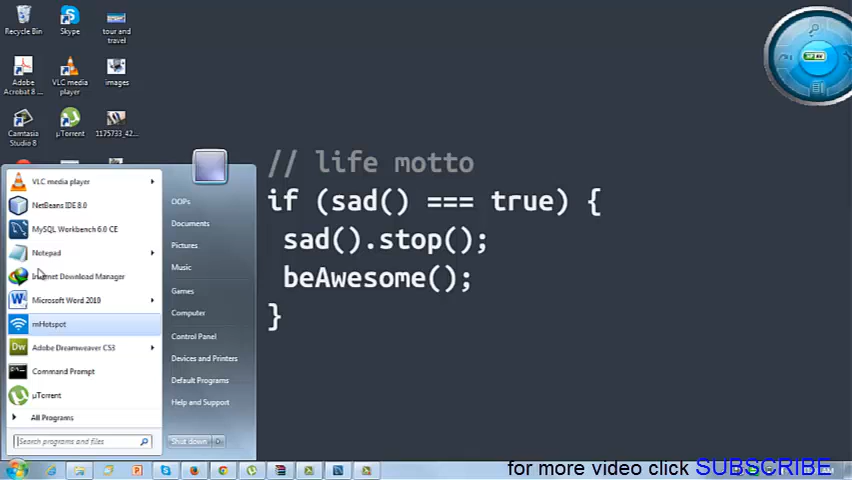 Recycle Bin
Skype
tour and
travel
Adobe
Acrobat 8 ...
VLC media
player
images
Camtasia
Studio 8
µTorrent
1175733_42...
// life motto
if (sad() === true) {
sad().stop();
beAwesome();
}
VLC media player
NetBeans IDE 8.0
MySQL Workbench 6.0 CE
Notepad
Internet Download Manager
Microsoft Word 2010
mHotspot
Adobe Dreamweaver CS3
Command Prompt
µTorrent
All Programs
Search programs and files
OOPs
Documents
Pictures
Music
Games
Computer
Control Panel
Devices and Printers
Default Programs
Help and Support
Shut down
for more video click SUBSCRIBE